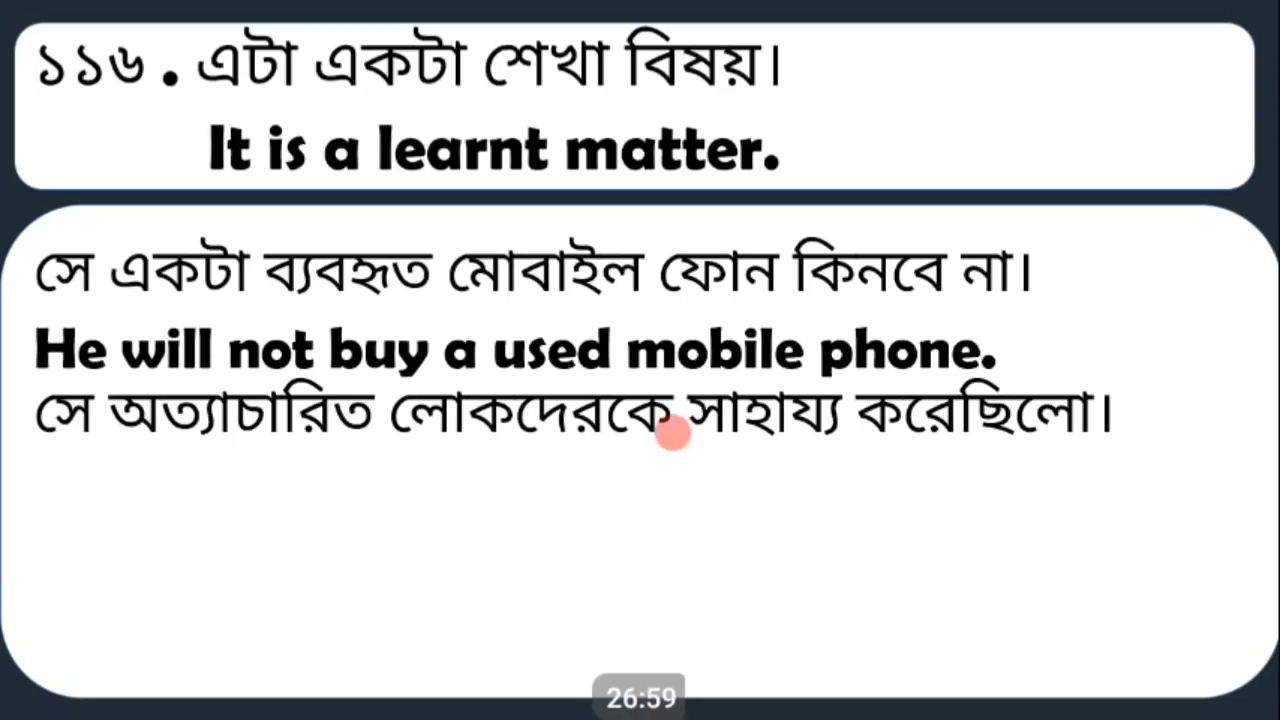 ১১৬ . এটা একটা শেখা বিষয়।
It is a learnt matter.
সে একটা ব্যবহৃত মোবাইল ফোন কিনবে না।
He will not buy a used mobile phone.
সে অত্যাচারিত লোকদেরকে সাহায্য করেছিলো।
26:59